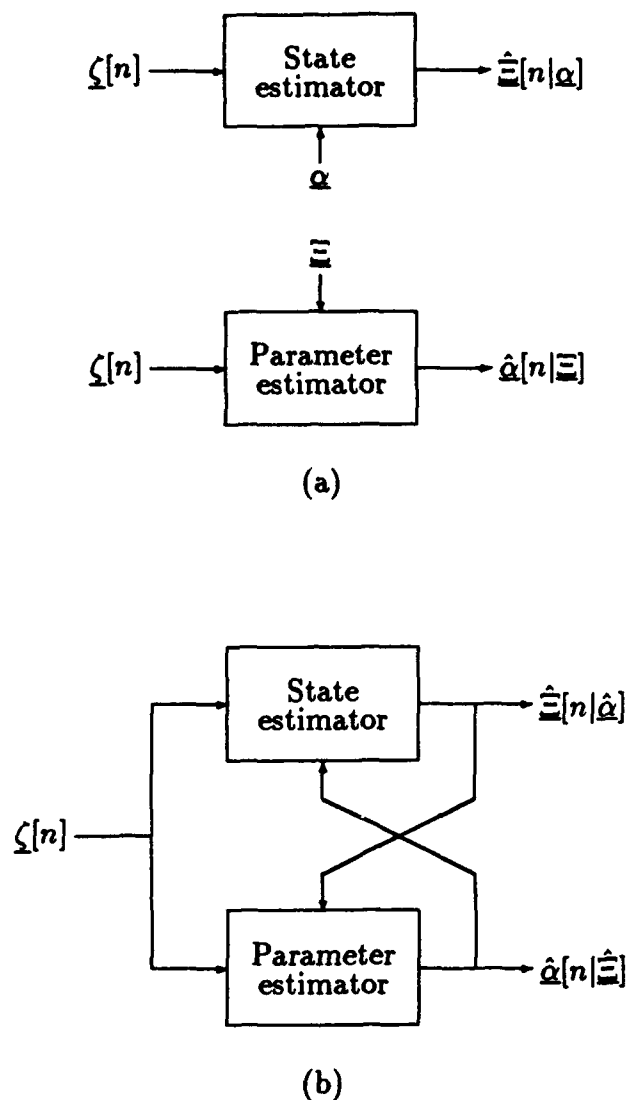 ζ[n]
State
estimator
Ξ̂[n|α]
α
Ξ
ζ[n]
Parameter
estimator
α̂[n|Ξ]
(a)
State
estimator
Ξ̂[n|α̂]
ζ[n]
Parameter
estimator
α̂[n|Ξ̂]
(b)